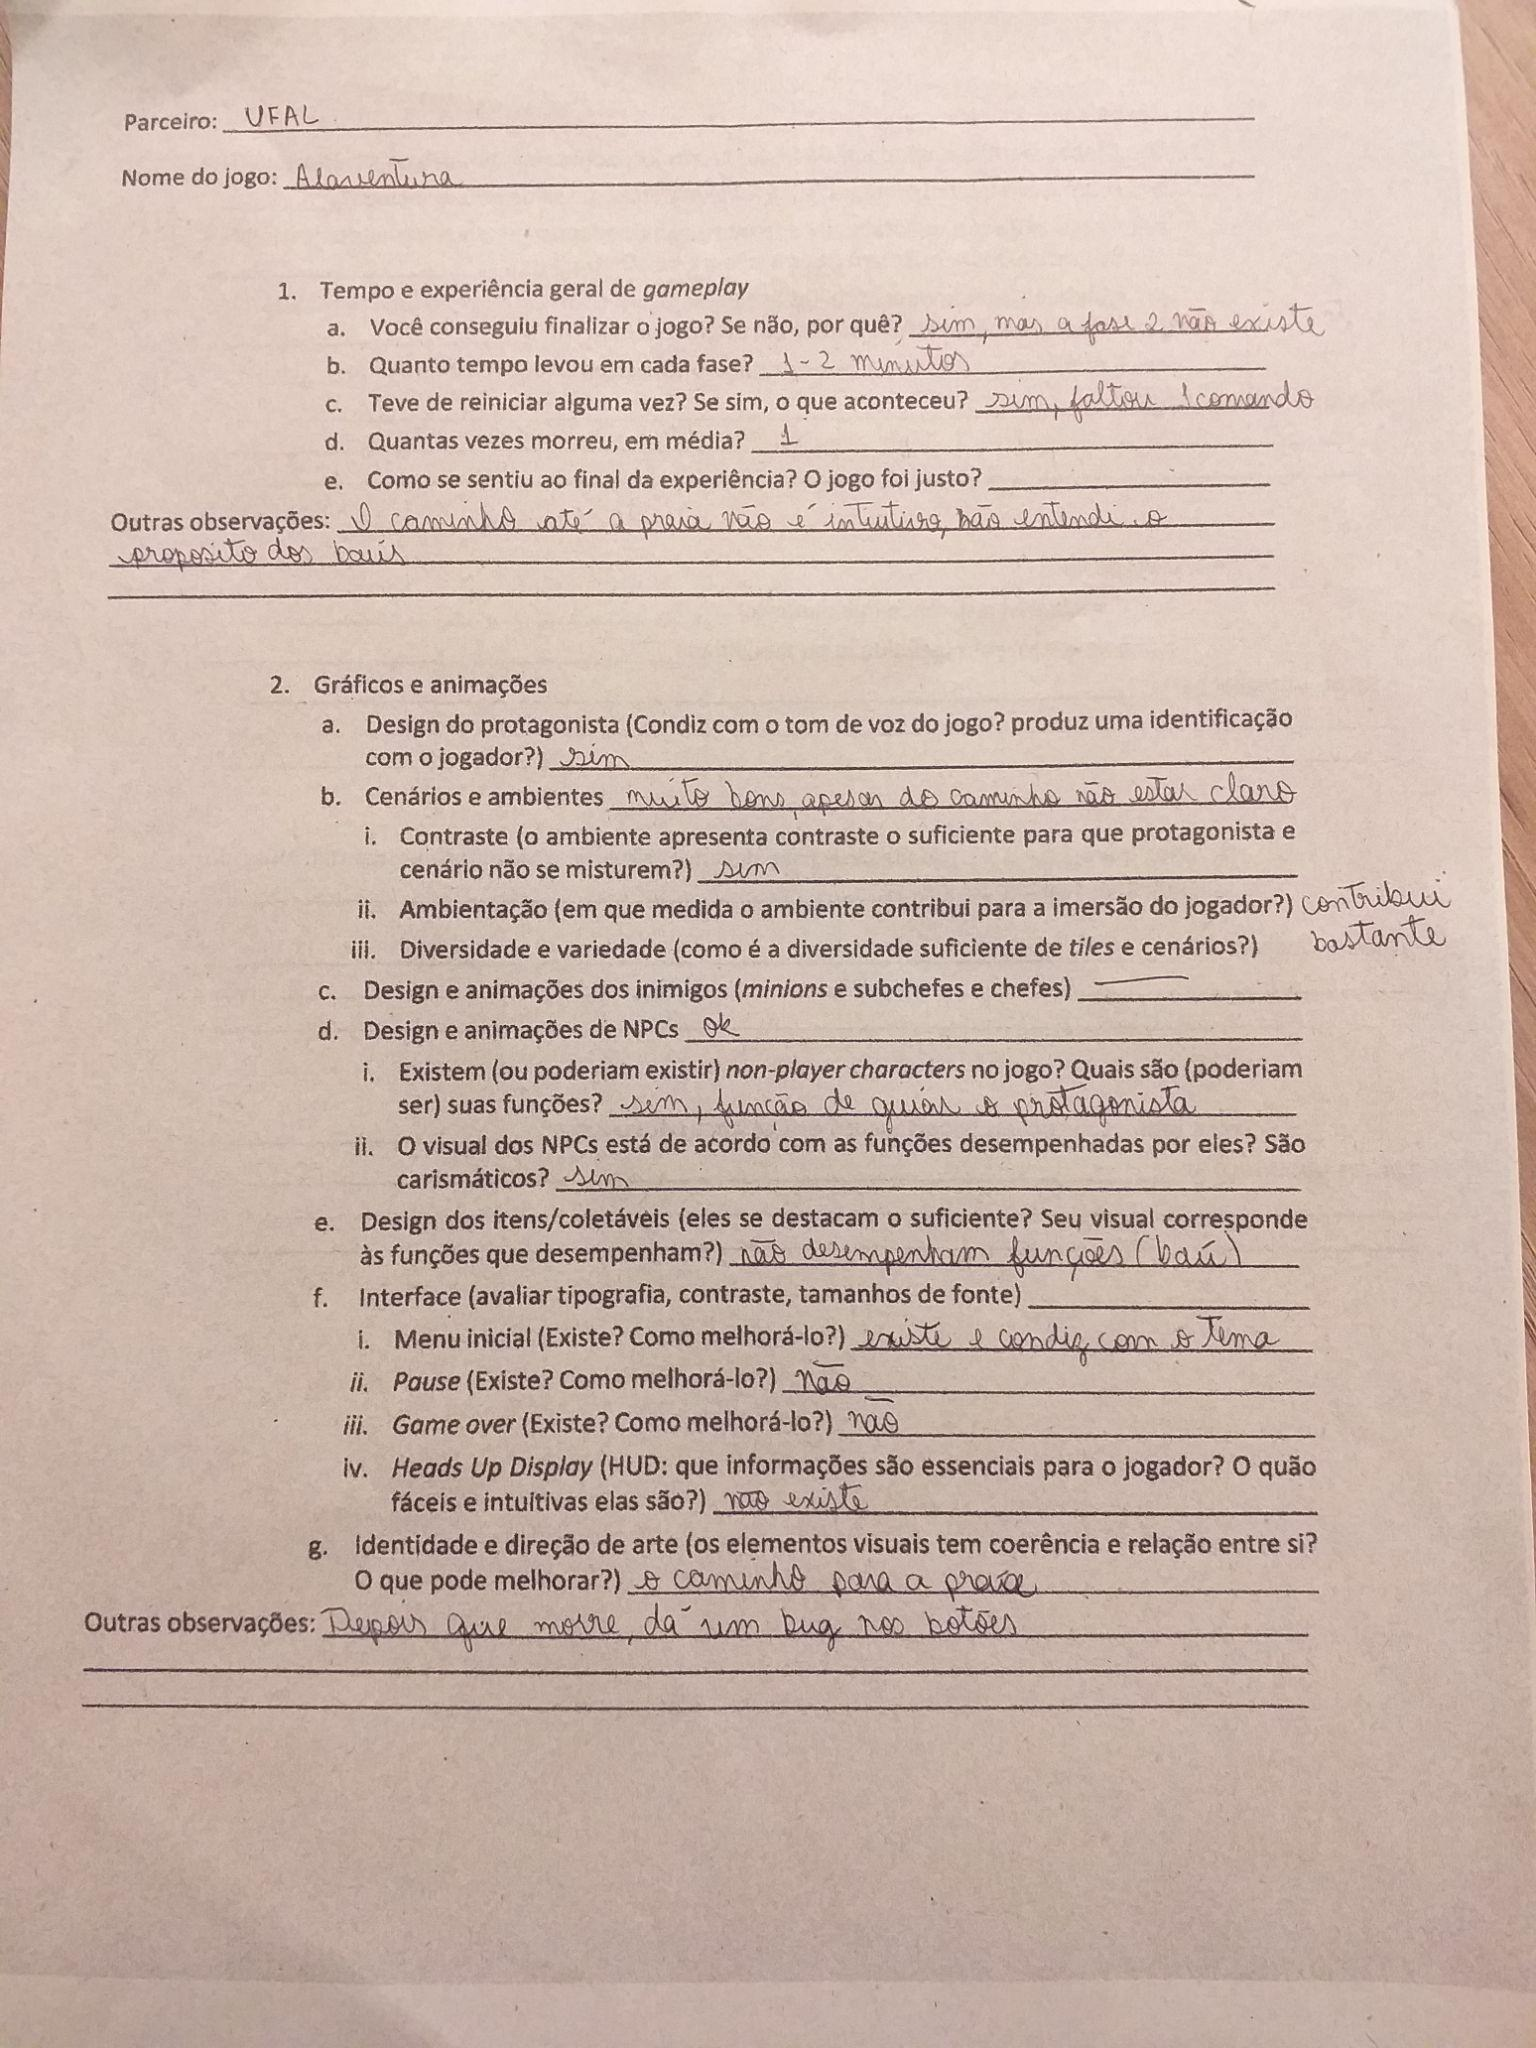 Parceiro: UFAL
Nome do jogo: Alaventura
1. Tempo e experiência geral de gameplay
a. Você conseguiu finalizar o jogo? Se não, por quê? sim, mas a fase 2 não existe
b. Quanto tempo levou em cada fase? 1-2 minutos
c. Teve de reiniciar alguma vez? Se sim, o que aconteceu? sim, faltou 1 comando
d. Quantas vezes morreu, em média? 1
e. Como se sentiu ao final da experiência? O jogo foi justo?
Outras observações: O caminho até a praia não é intuitivo, não entendi o
proposito dos baús
2. Gráficos e animações
a. Design do protagonista (Condiz com o tom de voz do jogo? produz uma identificação
com o jogador?) sim
b. Cenários e ambientes muito bons, apesar do caminho não estar claro
i. Contraste (o ambiente apresenta contraste o suficiente para que protagonista e
cenário não se misturem?) sim
ii. Ambientação (em que medida o ambiente contribui para a imersão do jogador?) contribui
bastante
iii. Diversidade e variedade (como é a diversidade suficiente de tiles e cenários?)
c. Design e animações dos inimigos (minions e subchefes e chefes) —
d. Design e animações de NPCs ok
i. Existem (ou poderiam existir) non-player characters no jogo? Quais são (poderiam
ser) suas funções? sim, função de guiar o protagonista
ii. O visual dos NPCs está de acordo com as funções desempenhadas por eles? São
carismáticos? sim
e. Design dos itens/coletáveis (eles se destacam o suficiente? Seu visual corresponde
às funções que desempenham?) não desempenham funções (baú)
f. Interface (avaliar tipografia, contraste, tamanhos de fonte)
i. Menu inicial (Existe? Como melhorá-lo?) existe e condiz com o tema
ii. Pause (Existe? Como melhorá-lo?) Não
iii. Game over (Existe? Como melhorá-lo?) não
iv. Heads Up Display (HUD: que informações são essenciais para o jogador? O quão
fáceis e intuitivas elas são?) não existe
g. Identidade e direção de arte (os elementos visuais tem coerência e relação entre si?
O que pode melhorar?) o caminho para a praia
Outras observações: Depois que morre, dá um bug nos botões